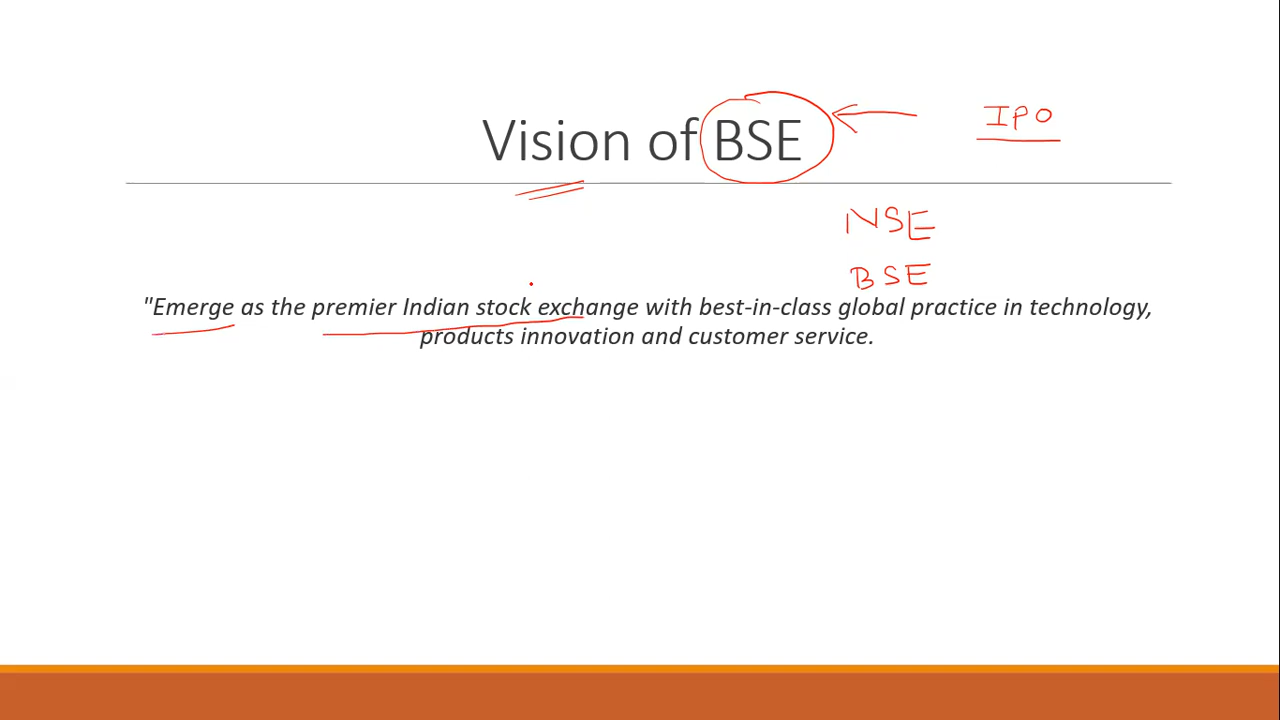 Vision of BSE
IPO
NSE
BSE
"Emerge as the premier Indian stock exchange with best-in-class global practice in technology,
products innovation and customer service.